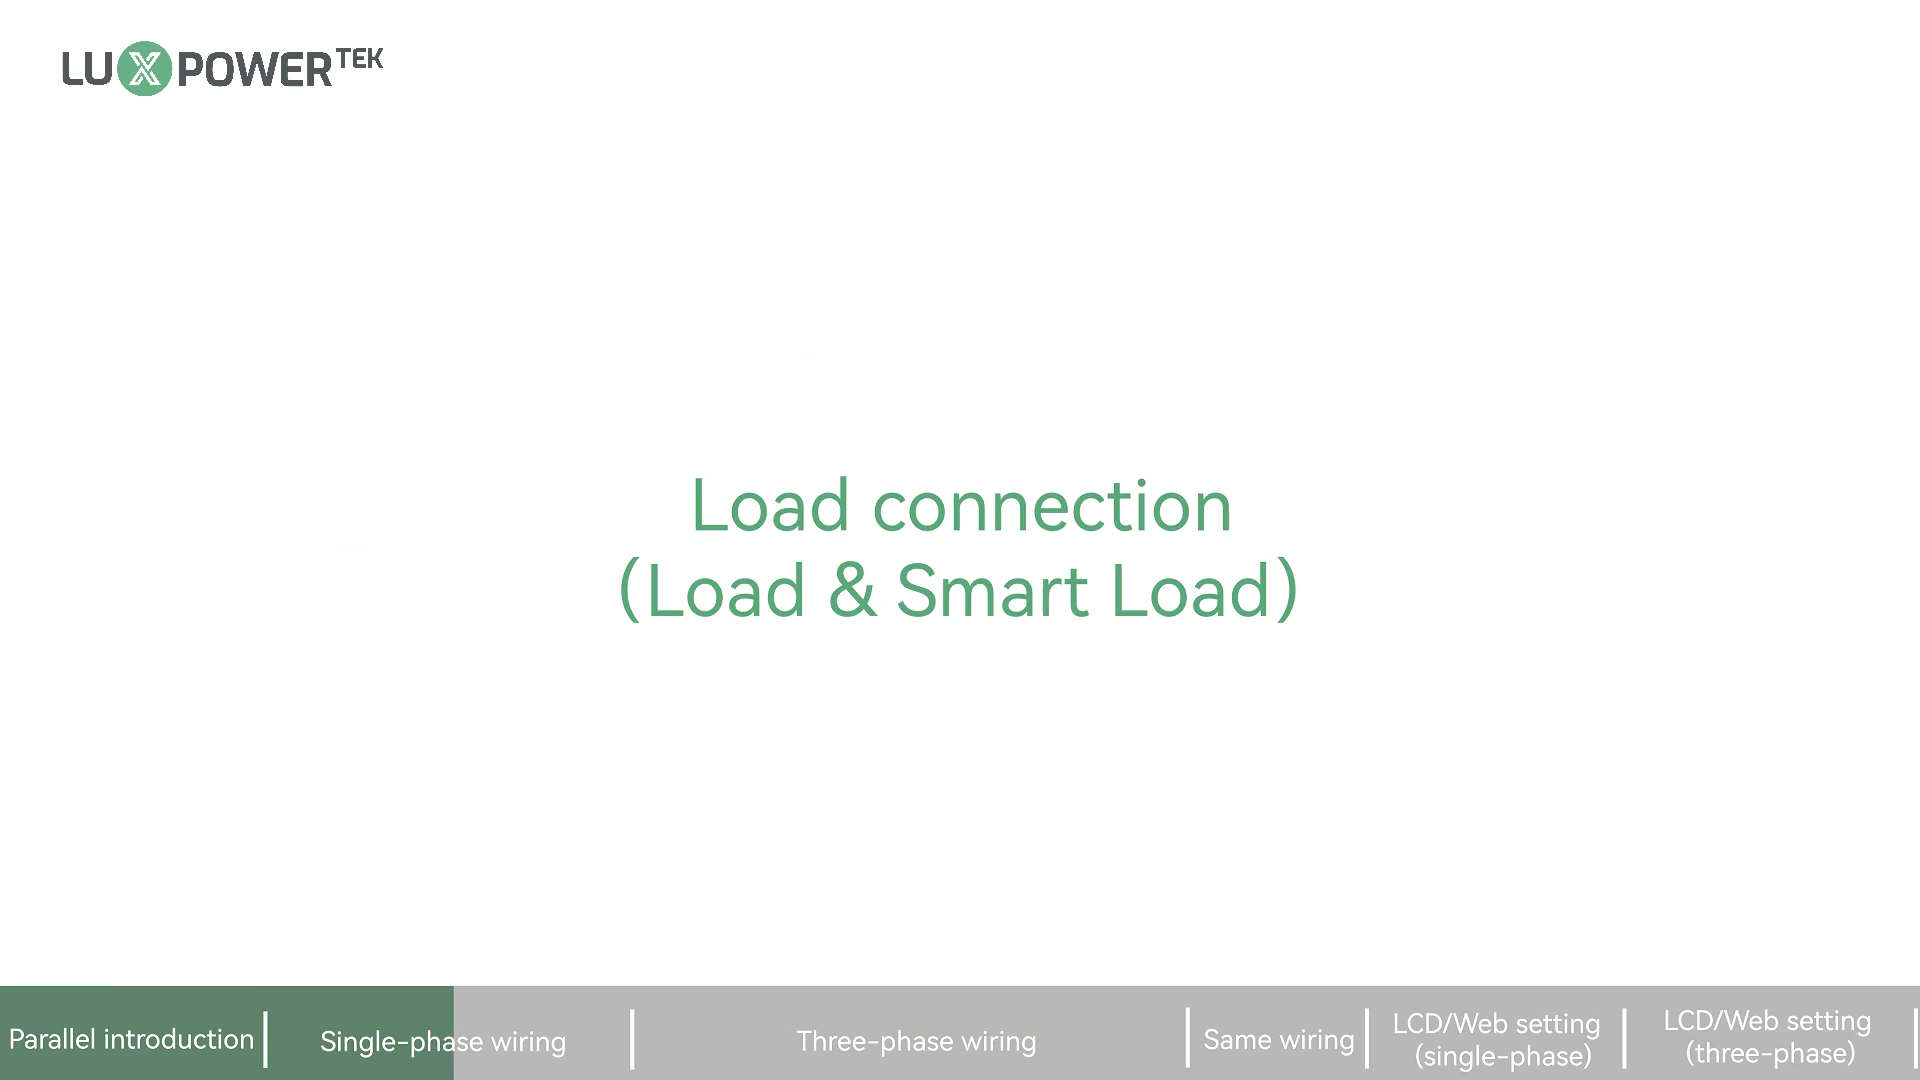 LUXPOWERTEK
Load connection
(Load & Smart Load)
Parallel introduction
Single-phase wiring
Three-phase wiring
Same wiring
LCD/Web setting
(single-phase)
LCD/Web setting
(three-phase)